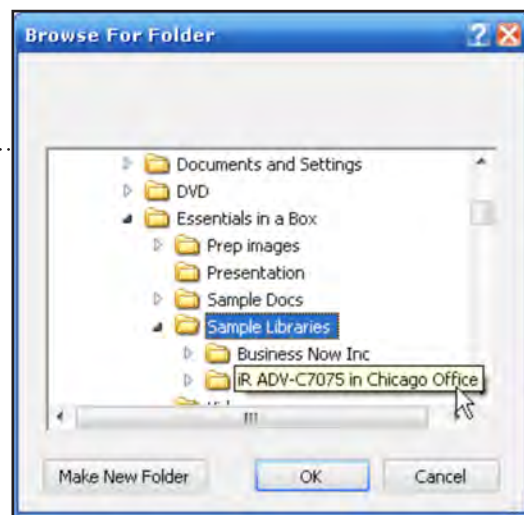 Browse For Folder
Documents and Settings
DVD
Essentials in a Box
Prep images
Presentation
Sample Docs
Sample Libraries
Business Now Inc
iR ADV-C7075 in Chicago Office
Make New Folder
OK
Cancel